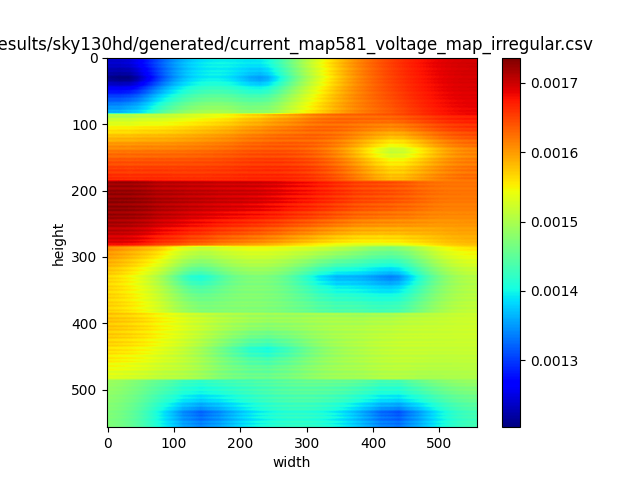 esults/sky130hd/generated/current_map581_voltage_map_irregular.csv
0
100
200
300
400
500
height
0 100 200 300 400 500
width
0.0017
0.0016
0.0015
0.0014
0.0013